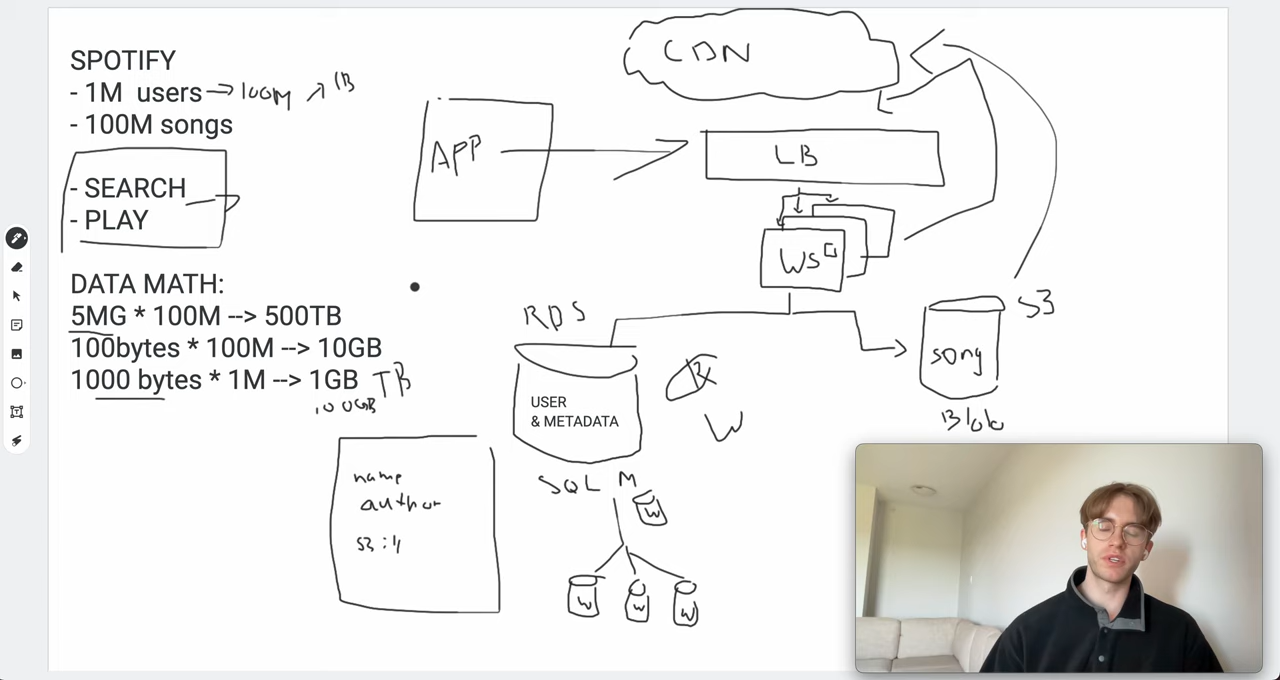 SPOTIFY
- 1M users → 100M ↗ 1B
- 100M songs
- SEARCH
- PLAY
DATA MATH:
5MG * 100M --> 500TB
100bytes * 100M --> 10GB
1000 bytes * 1M --> 1GB TB
100GB
name
author
S3://
CDN
APP
LB
WS
RDS
USER
& METADATA
SQL M
W
W
W W W
song
S3
Blob